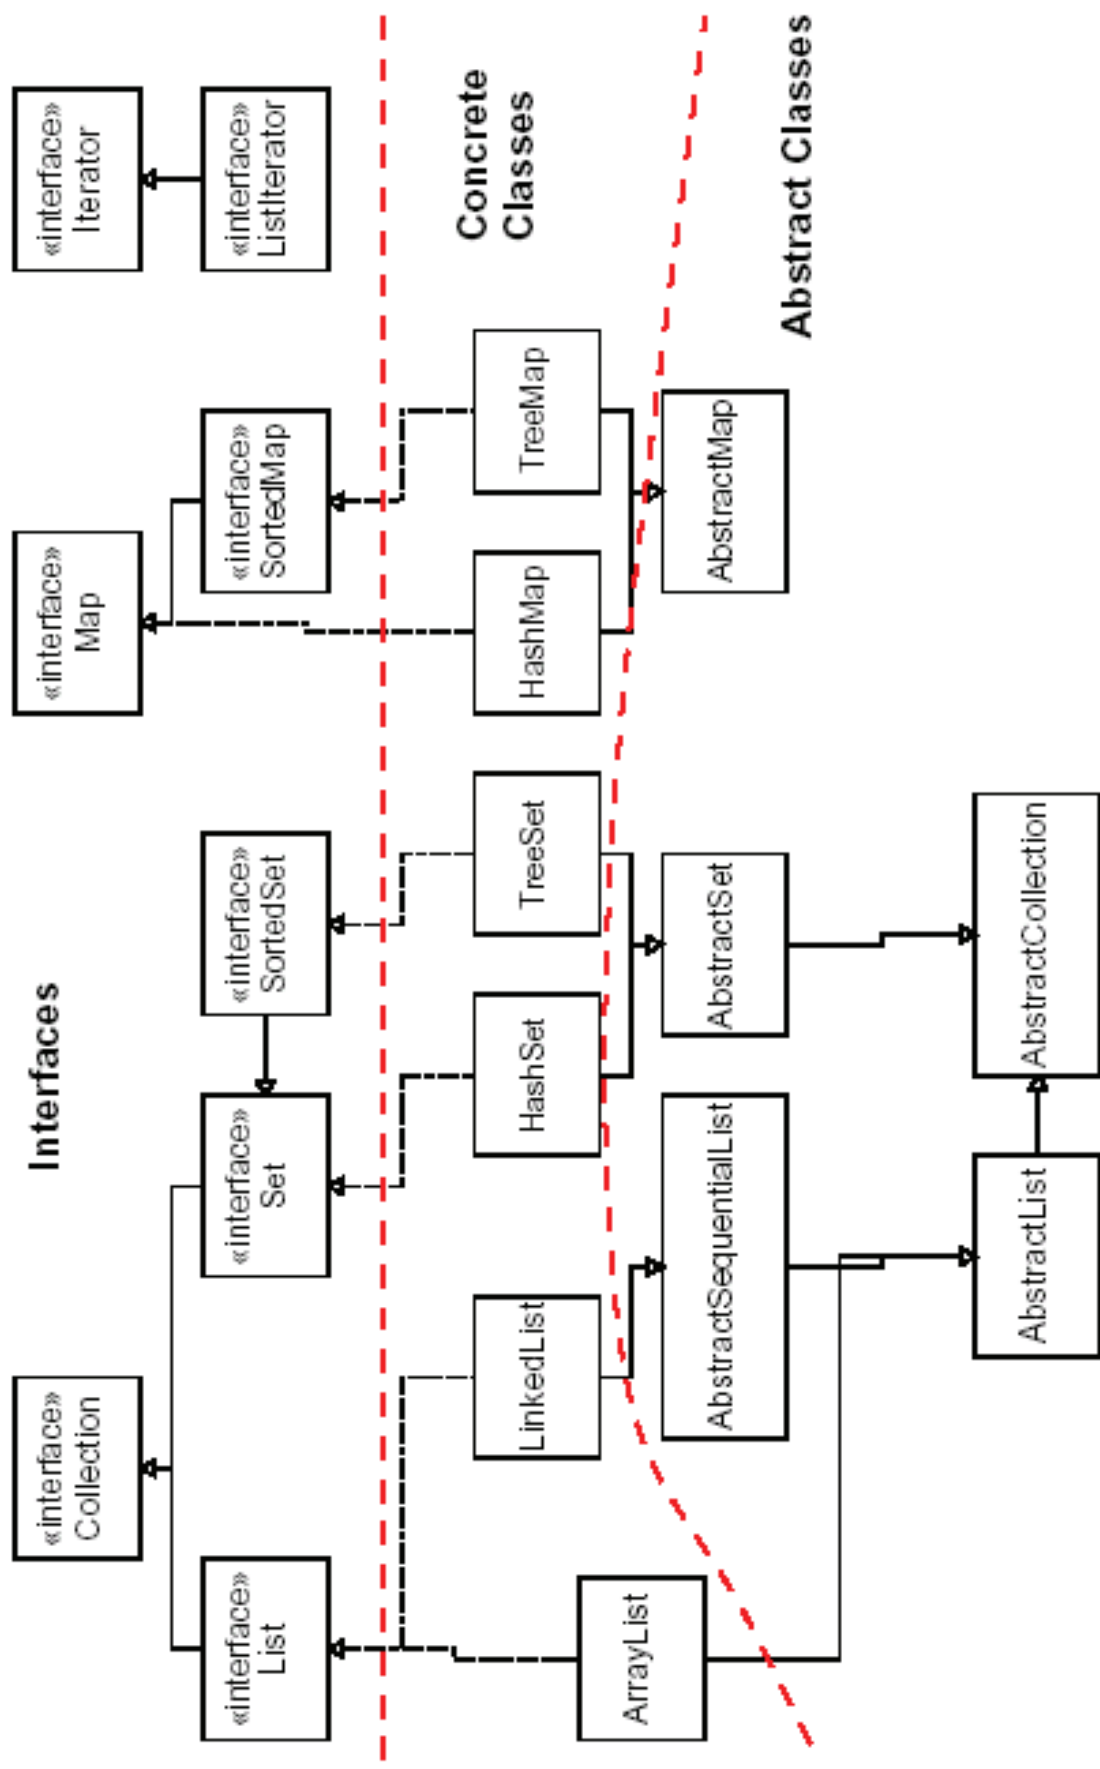 Interfaces
«interface»
Collection
«interface»
Map
«interface»
Iterator
«interface»
List
«interface»
Set
«interface»
SortedSet
«interface»
SortedMap
«interface»
ListIterator
Concrete
Classes
ArrayList
LinkedList
HashSet
TreeSet
HashMap
TreeMap
AbstractSequentialList
AbstractSet
AbstractMap
Abstract Classes
AbstractList
AbstractCollection